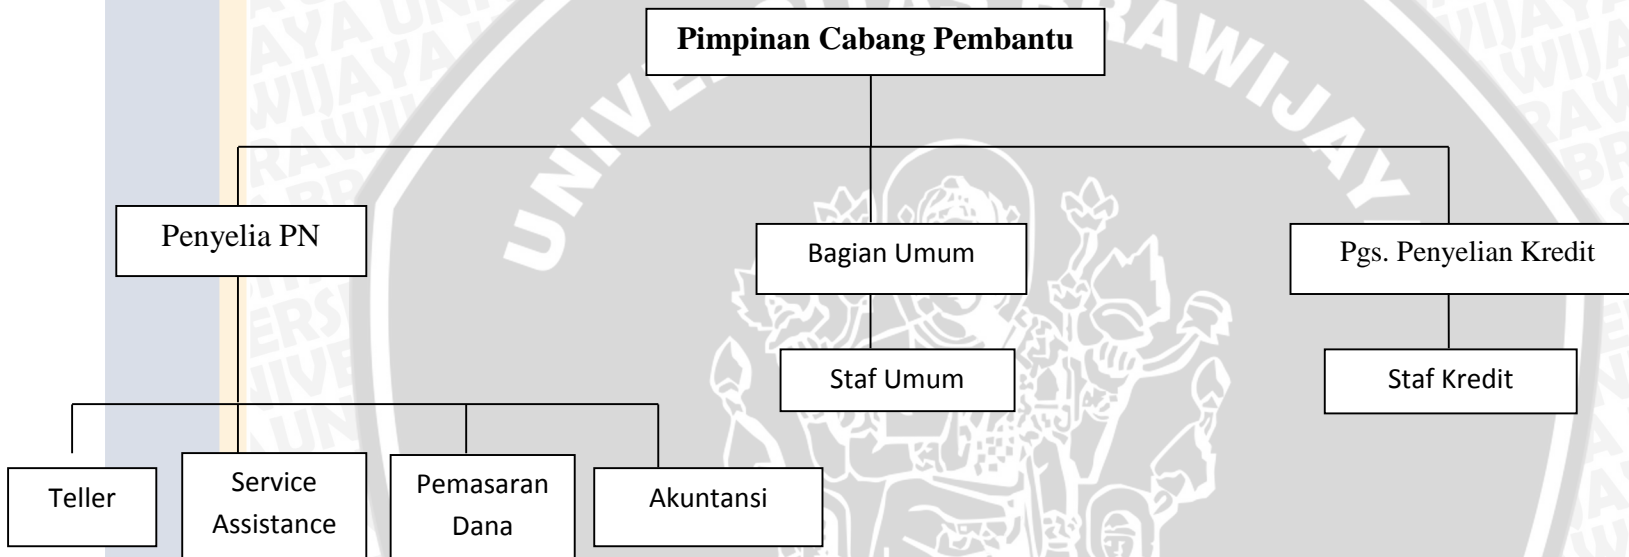 Pimpinan Cabang Pembantu
Penyelia PN
Bagian Umum
Pgs. Penyelian Kredit
Staf Umum
Staf Kredit
Teller
Service
Assistance
Pemasaran
Dana
Akuntansi